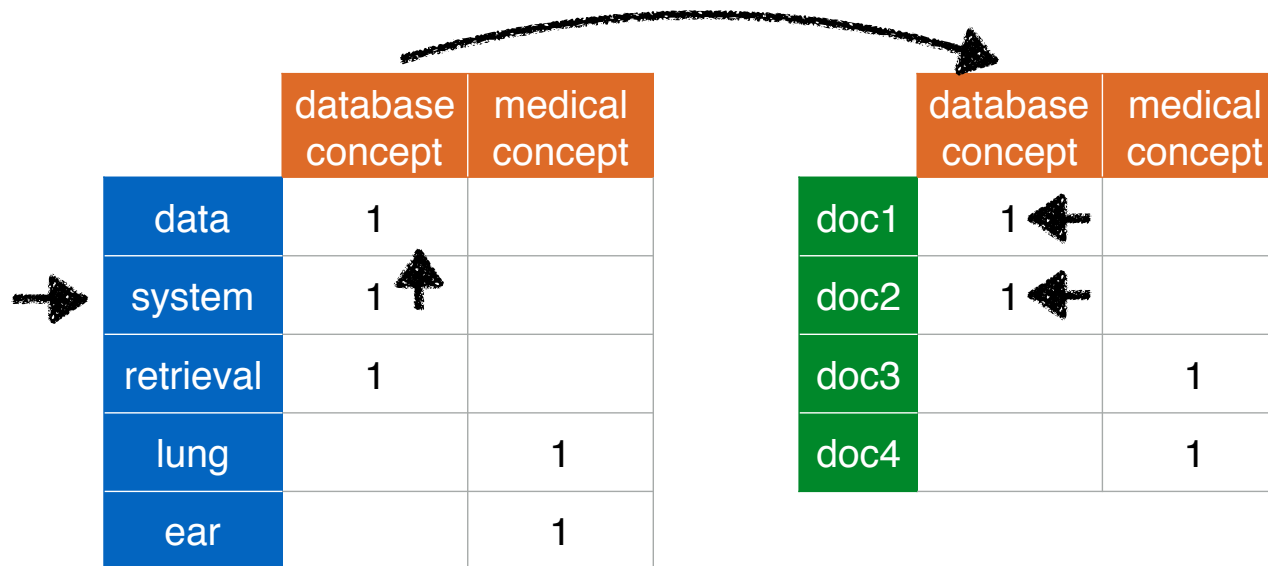 database concept medical concept
data 1
system 1
retrieval 1
lung 1
ear 1
database concept medical concept
doc1 1
doc2 1
doc3 1
doc4 1